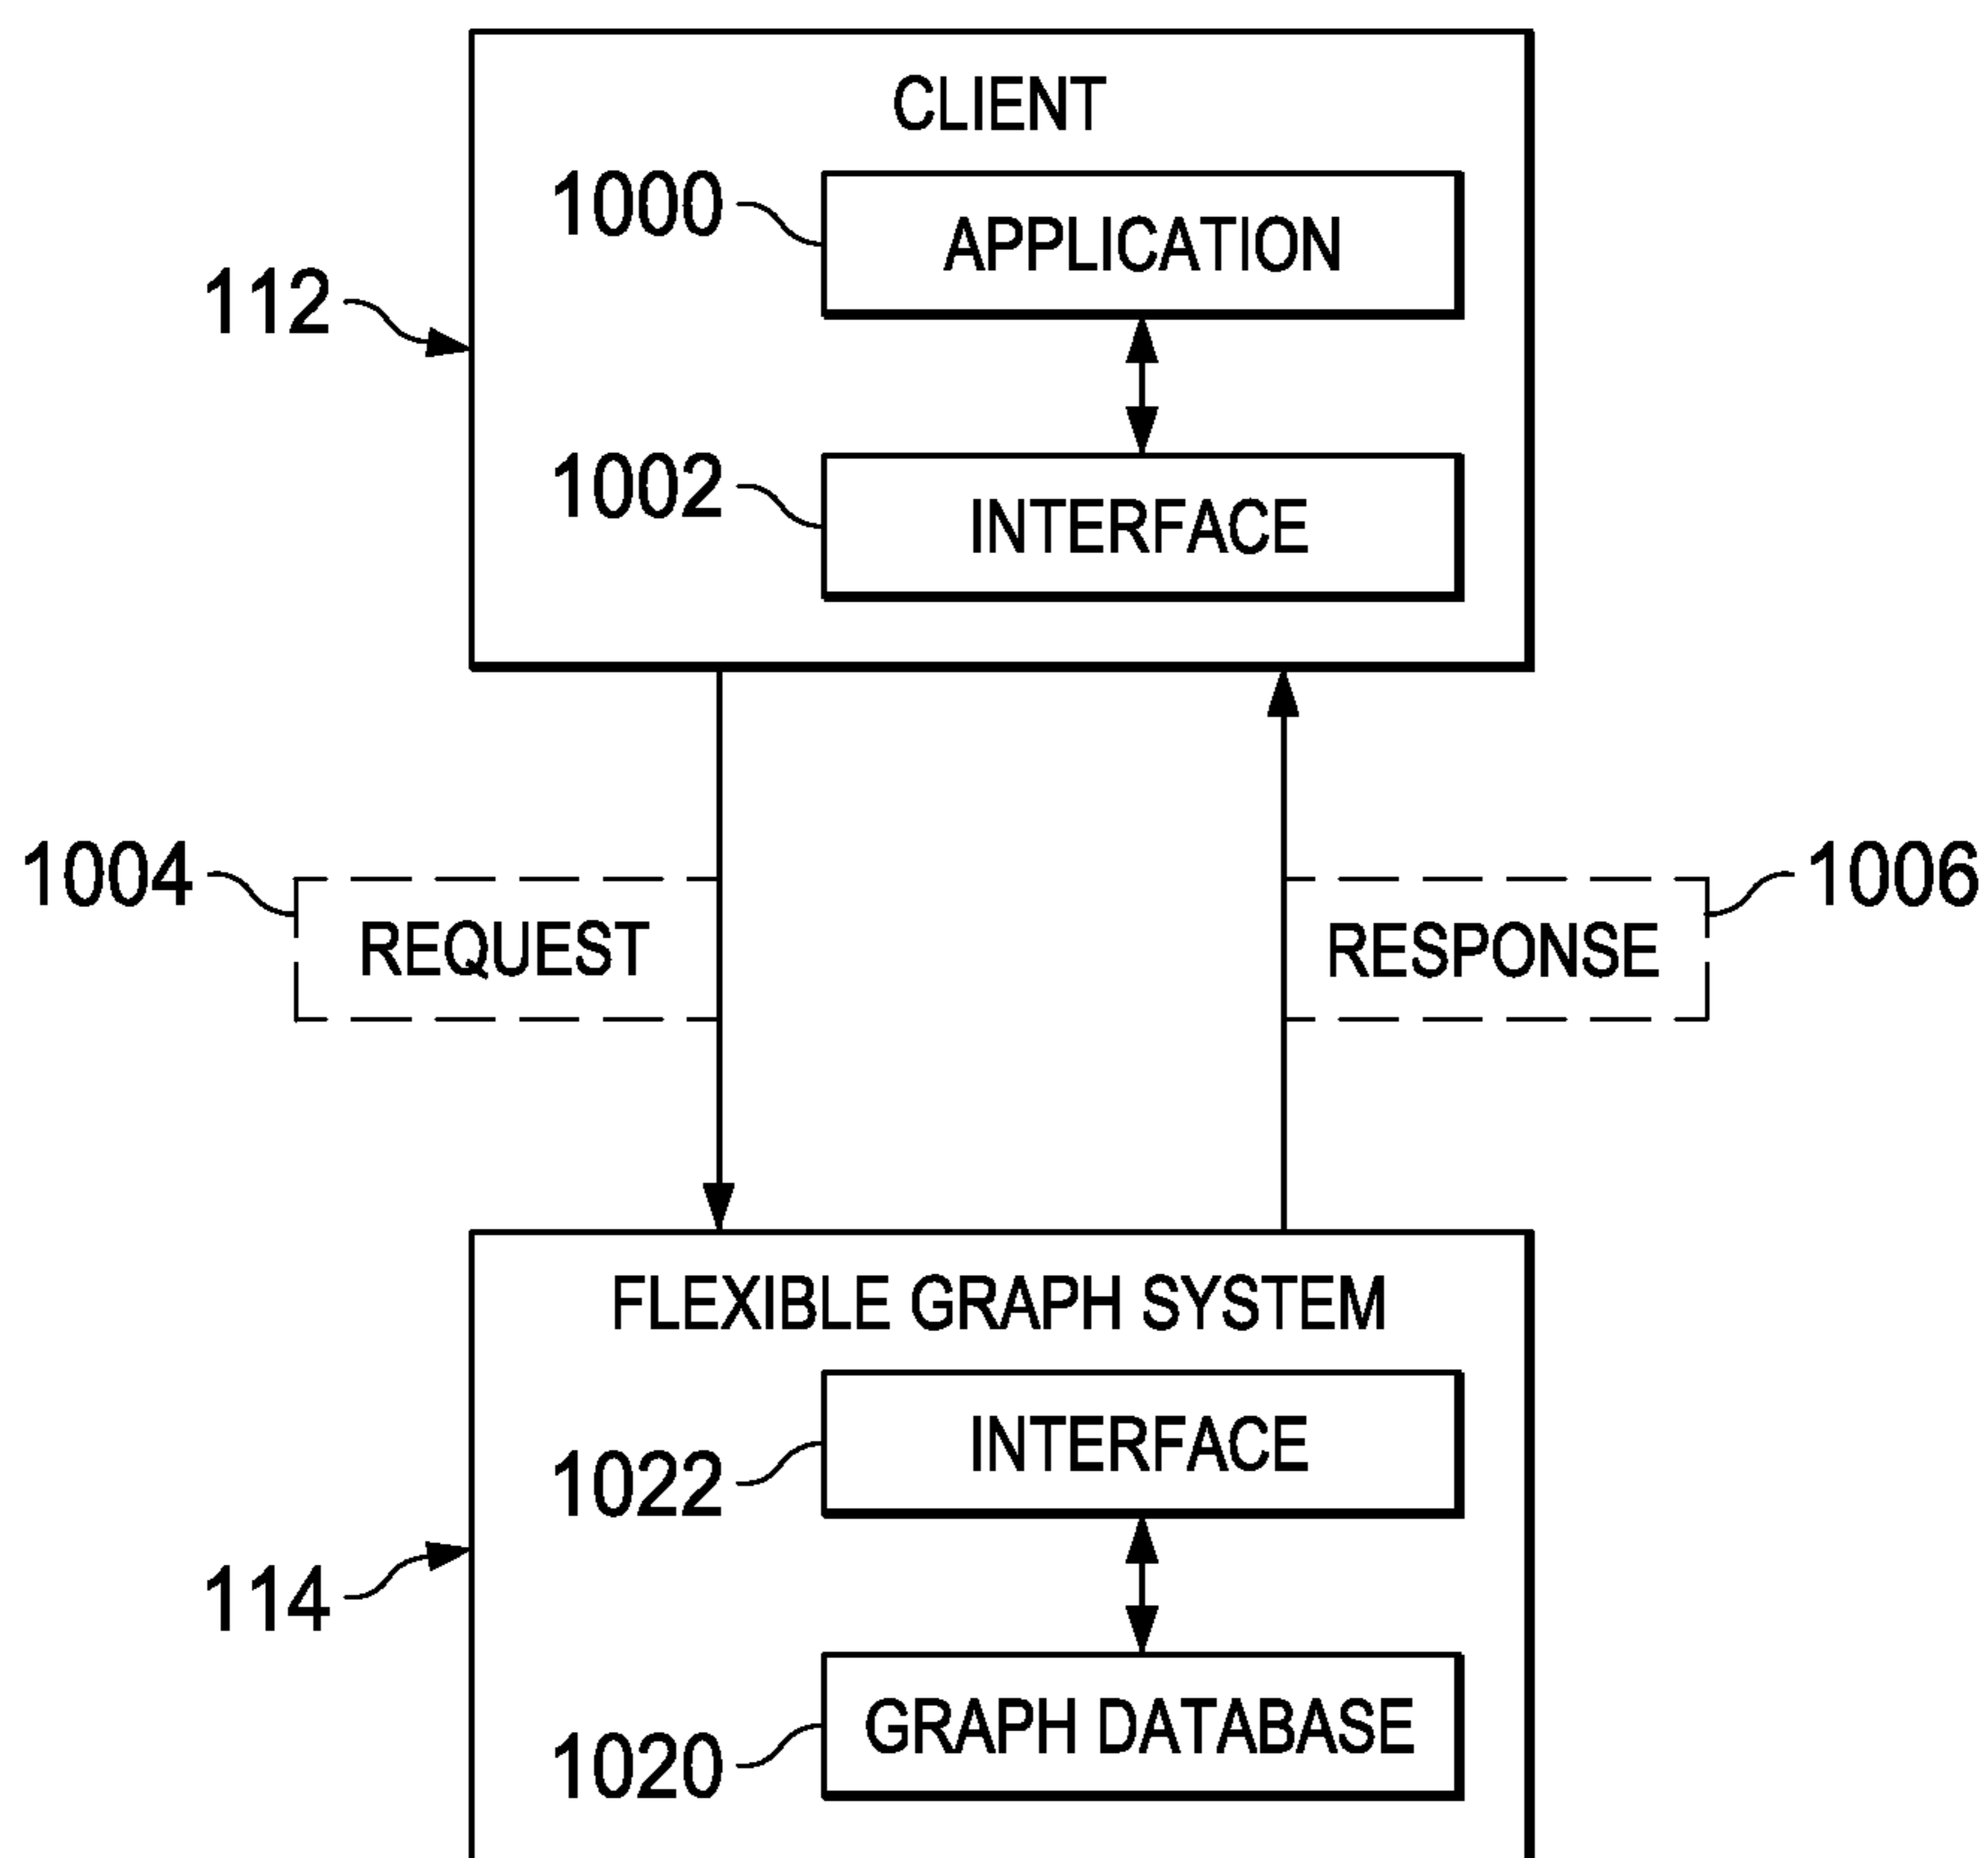 CLIENT
1000
APPLICATION
112
1002
INTERFACE
1004
REQUEST
RESPONSE
1006
FLEXIBLE GRAPH SYSTEM
INTERFACE
1022
114
GRAPH DATABASE
1020